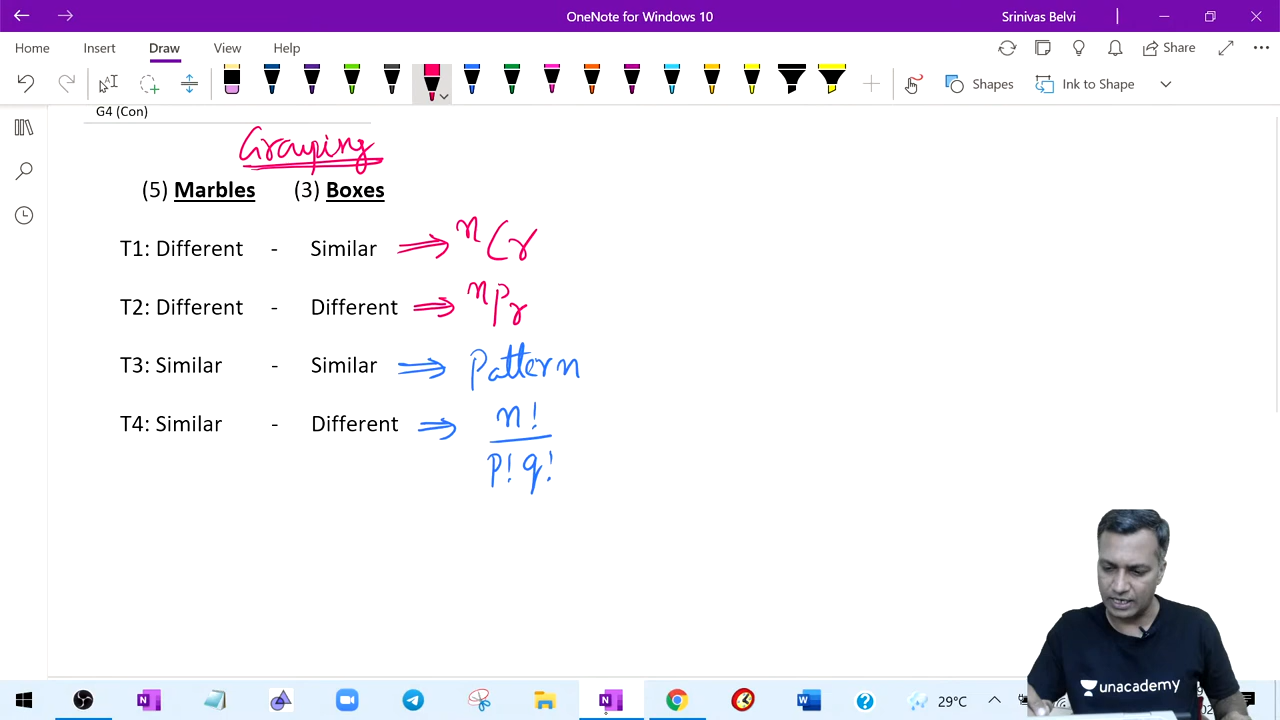 OneNote for Windows 10
Srinivas Belvi
Home Insert Draw View Help
Share
Shapes
Ink to Shape
G4 (Con)
Grouping
(5) Marbles (3) Boxes
T1: Different - Similar ⟹ nCr
T2: Different - Different ⟹ nPr
T3: Similar - Similar ⟹ Pattern
T4: Similar - Different ⟹ n!
p! q!
unacademy
29°C